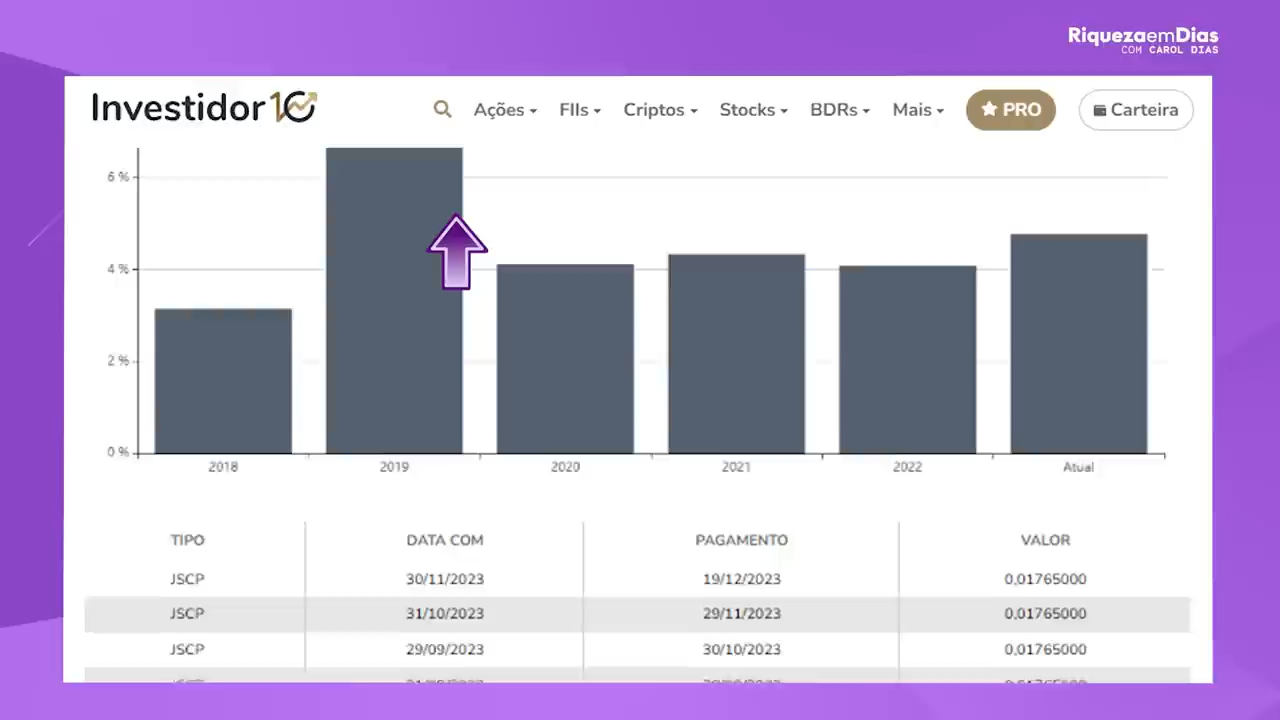 RiquezaemDias
COM CAROL DIAS
Investidor10
Ações FIIs Criptos Stocks BDRs Mais PRO Carteira
6 %
4 %
2 %
0 %
2018 2019 2020 2021 2022 Atual
TIPO DATA COM PAGAMENTO VALOR
JSCP 30/11/2023 19/12/2023 0,01765000
JSCP 31/10/2023 29/11/2023 0,01765000
JSCP 29/09/2023 30/10/2023 0,01765000